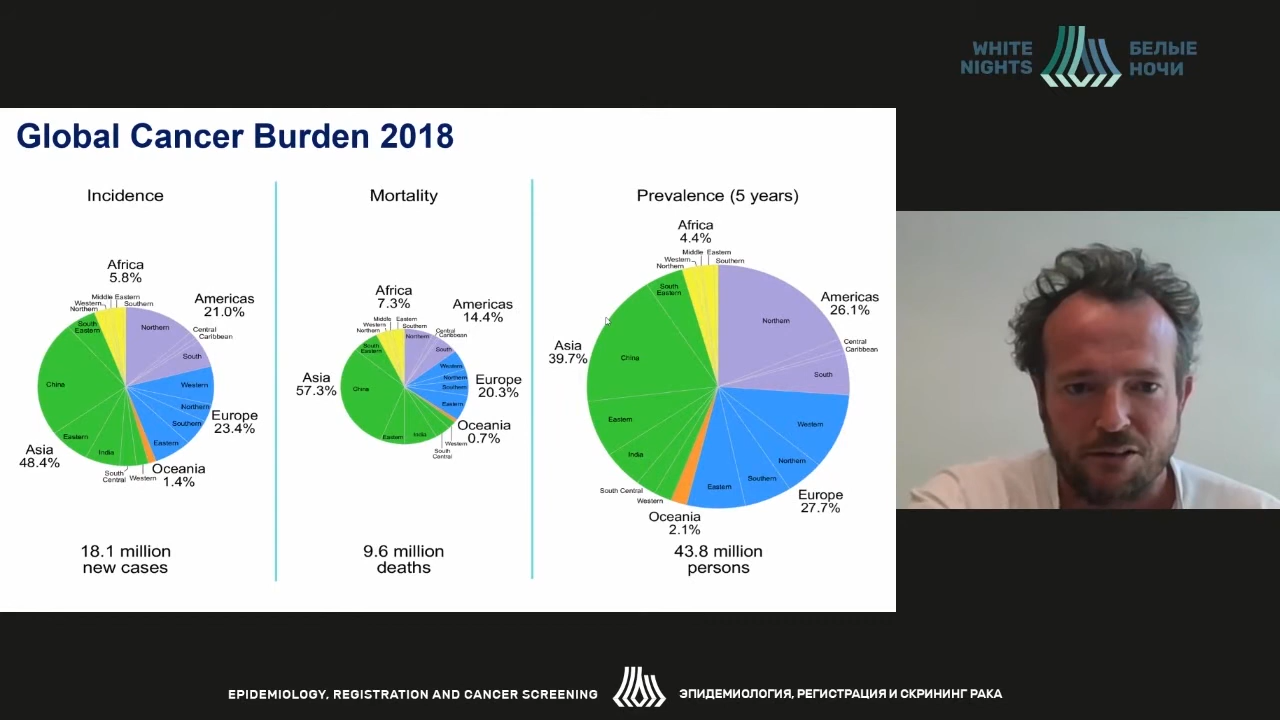 WHITE
NIGHTS
БЕЛЫЕ
НОЧИ
Global Cancer Burden 2018
Incidence
Africa
5.8%
Middle Eastern
Western
Southern
Northern
Americas
21.0%
South
Eastern
Northern
Central
Caribbean
South
China
Western
Northern
Southern
Europe
23.4%
Eastern
Eastern
India
Asia
48.4%
South
Central
Western
Oceania
1.4%
18.1 million
new cases
Mortality
Africa
7.3%
Middle Eastern
Western
Southern
Northern
Americas
14.4%
Northern
Central
Caribbean
South
Eastern
South
Western
Northern
Southern
Europe
20.3%
Asia
57.3%
China
Eastern
Eastern
India
Oceania
0.7%
Western
South
Central
9.6 million
deaths
Prevalence (5 years)
Africa
4.4%
Middle Eastern
Western
Southern
Northern
South
Eastern
Northern
Americas
26.1%
Central
Caribbean
South
Asia
39.7%
China
Eastern
India
South Central
Western
Western
Northern
Southern
Eastern
Europe
27.7%
Oceania
2.1%
43.8 million
persons
EPIDEMIOLOGY, REGISTRATION AND CANCER SCREENING
ЭПИДЕМИОЛОГИЯ, РЕГИСТРАЦИЯ И СКРИНИНГ РАКА